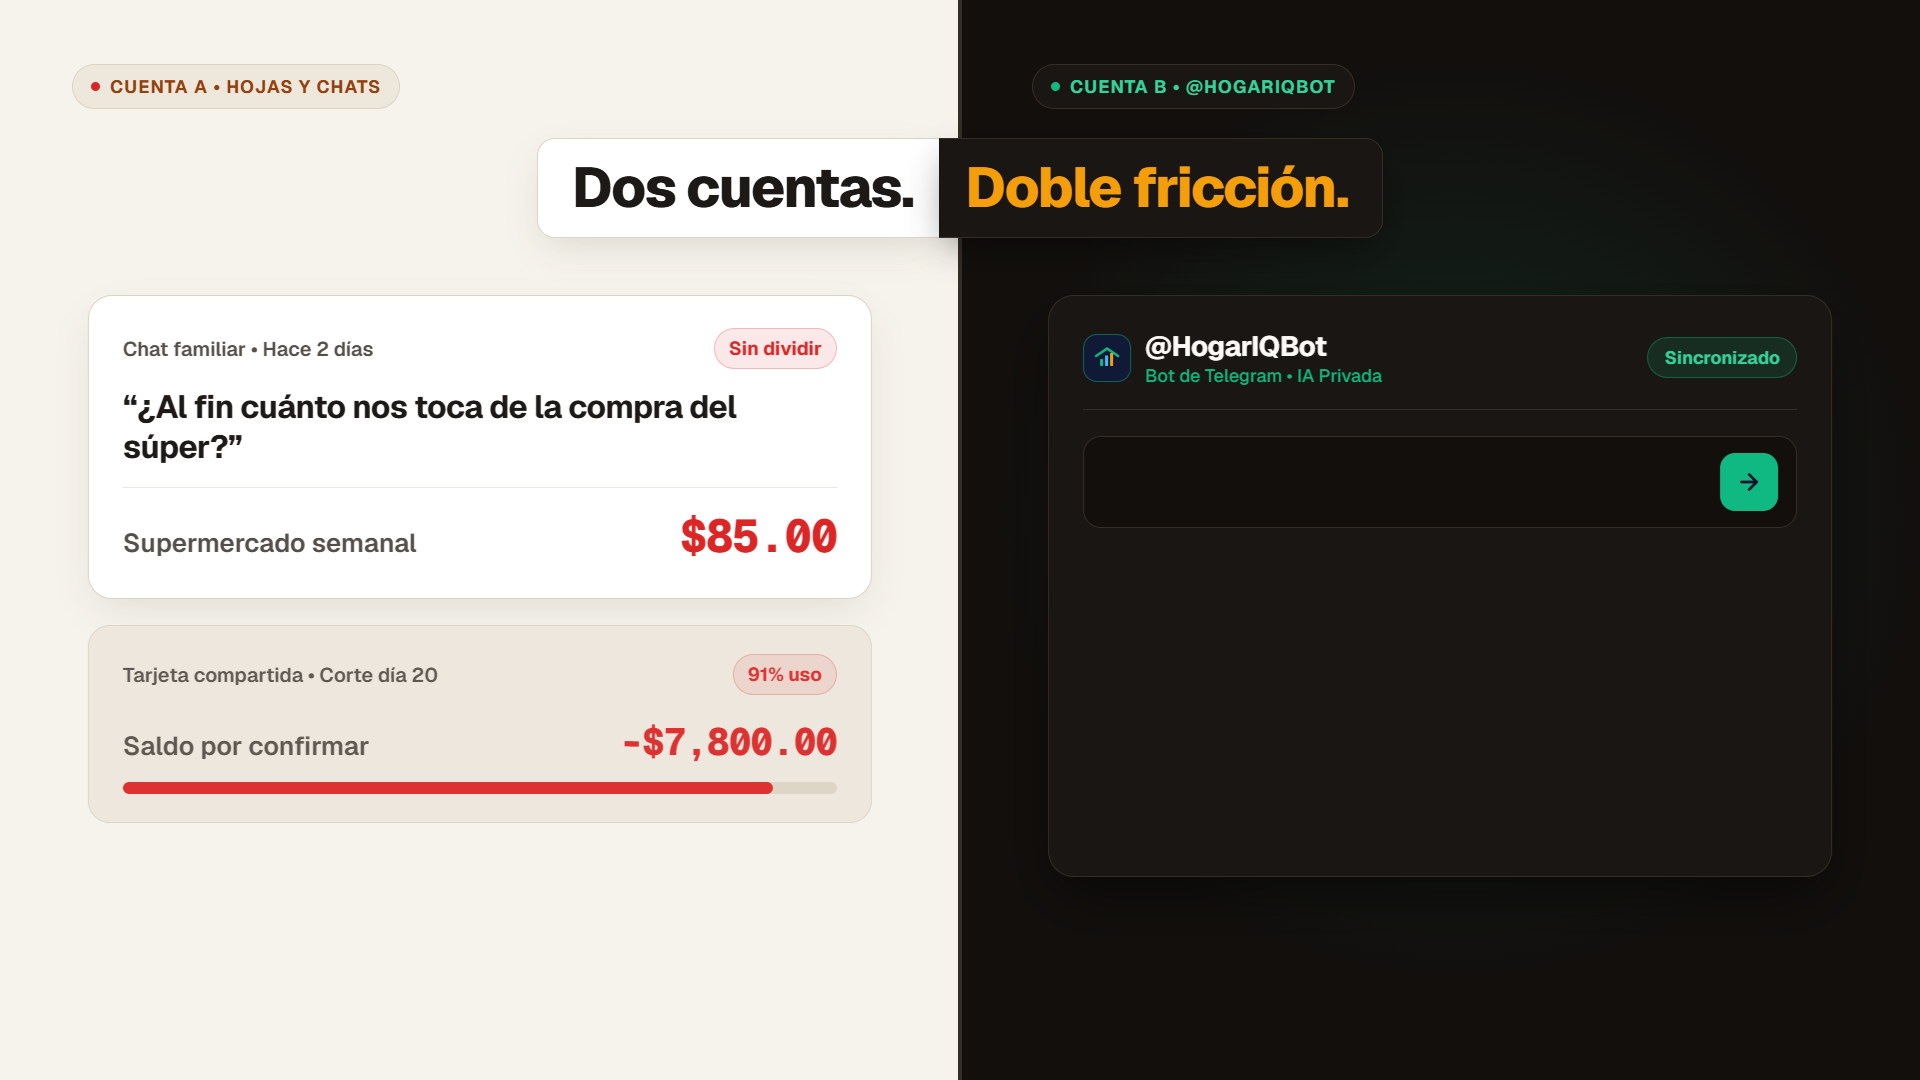 CUENTA A • HOJAS Y CHATS
CUENTA B • @HOGARIQBOT
Dos cuentas.
Doble fricción.
Chat familiar • Hace 2 días
Sin dividir
“¿Al fin cuánto nos toca de la compra del
súper?”
Supermercado semanal
$85.00
Tarjeta compartida • Corte día 20
91% uso
Saldo por confirmar
-$7,800.00
@HogarIQBot
Bot de Telegram • IA Privada
Sincronizado